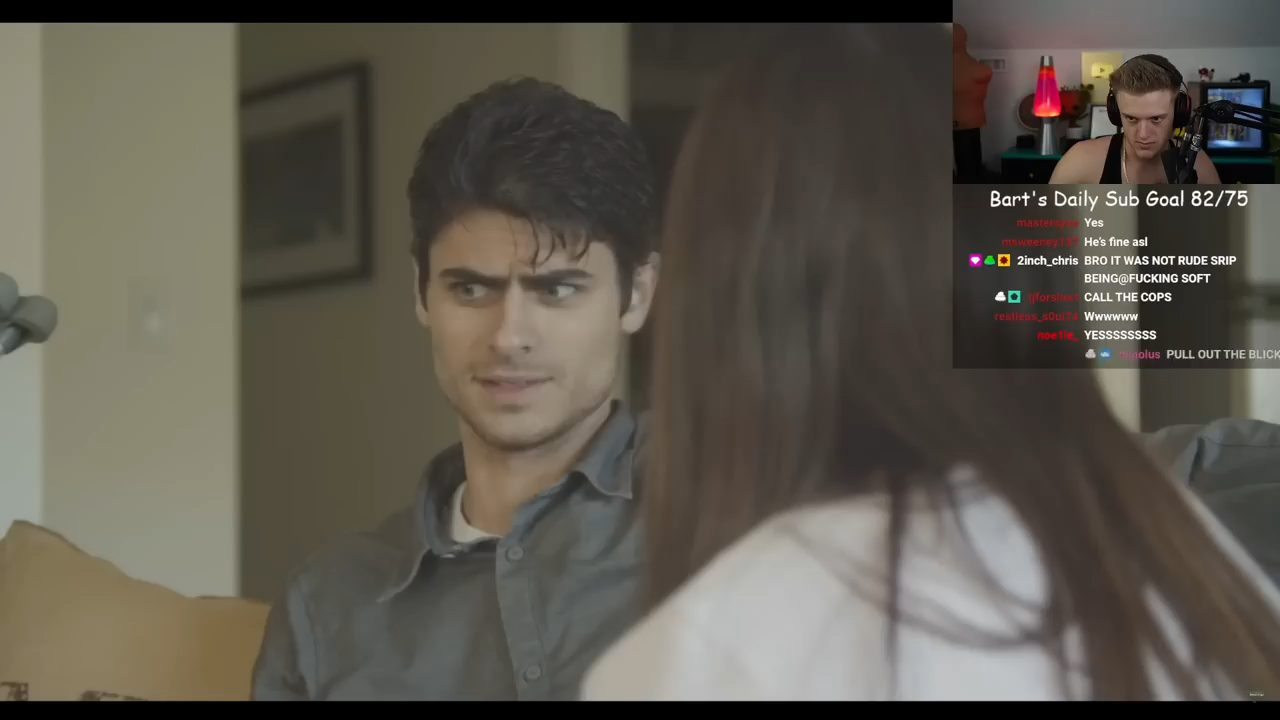 Bart's Daily Sub Goal 82/75
Yes
He's fine asl
2inch_chris BRO IT WAS NOT RUDE SRIP
BEING@FUCKING SOFT
CALL THE COPS
Wwwwww
noe1le_ YESSSSSSSS
PULL OUT THE BLICK